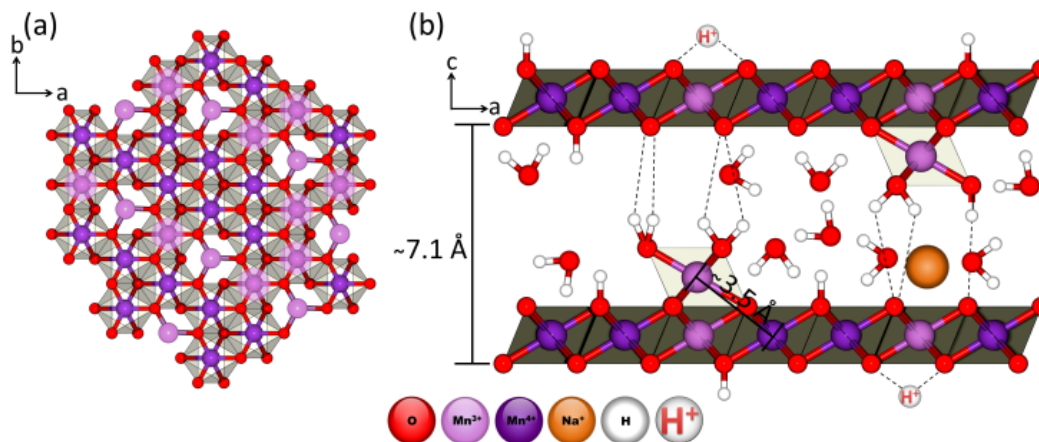 (a)
b
a
(b)
H⁺
c
a
~7.1 Å
~3.5 Å
H⁺
O
Mn³⁺
Mn⁴⁺
Na⁺
H
H⁺